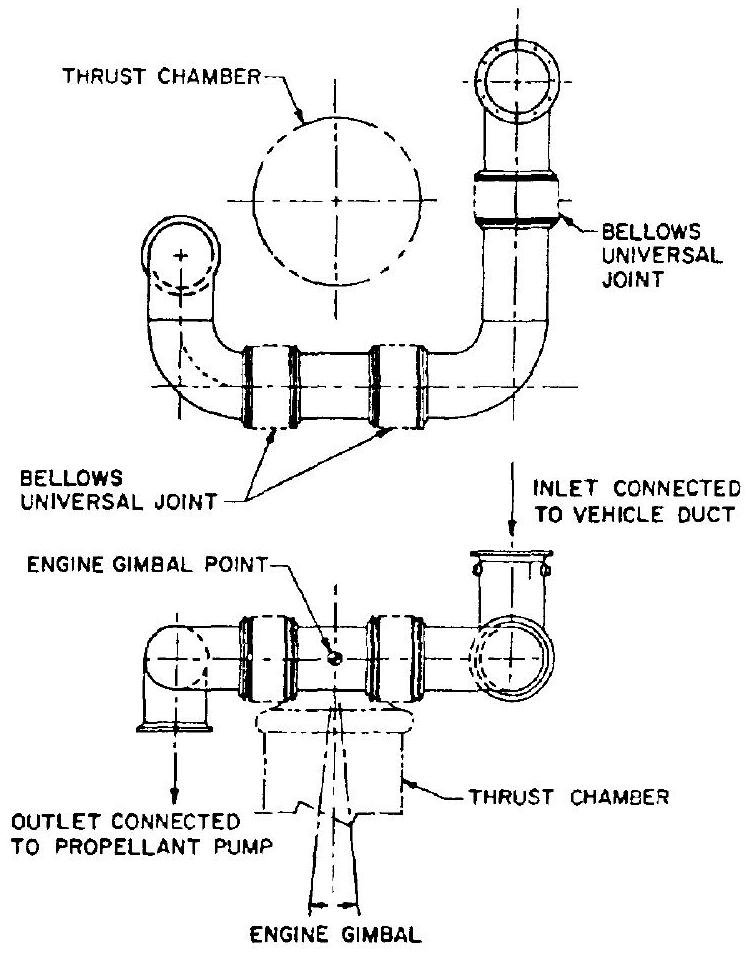 THRUST CHAMBER
BELLOWS
UNIVERSAL
JOINT
BELLOWS
UNIVERSAL JOINT
INLET CONNECTED
TO VEHICLE DUCT
ENGINE GIMBAL POINT
THRUST CHAMBER
OUTLET CONNECTED
TO PROPELLANT PUMP
ENGINE GIMBAL